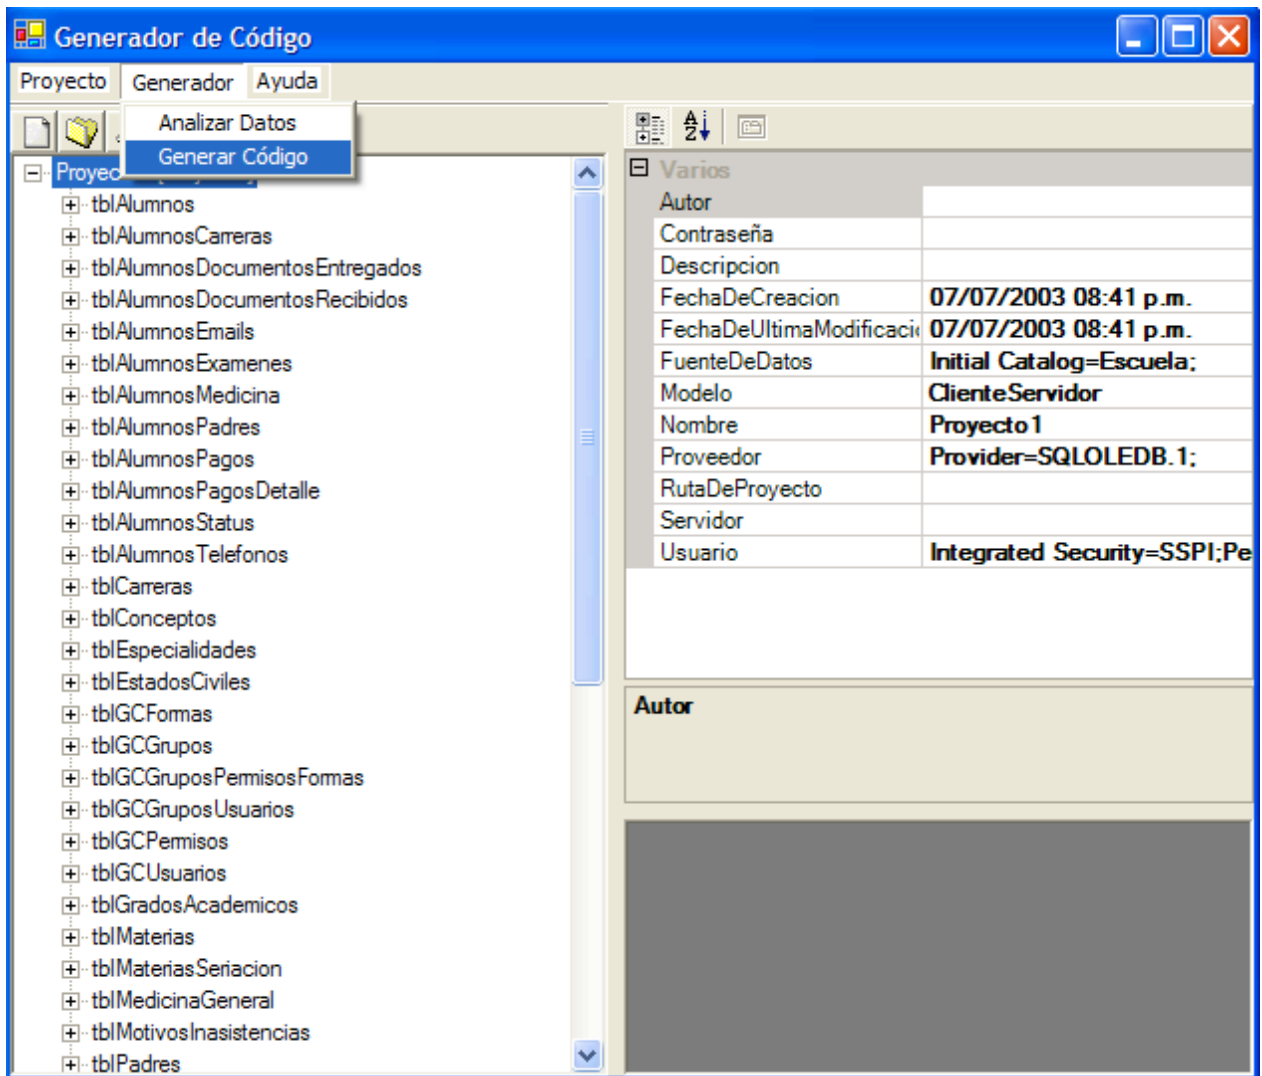 Generador de Código
Proyecto Generador Ayuda
Analizar Datos
Generar Código
tblAlumnos
tblAlumnosCarreras
tblAlumnosDocumentosEntregados
tblAlumnosDocumentosRecibidos
tblAlumnosEmails
tblAlumnosExamenes
tblAlumnosMedicina
tblAlumnosPadres
tblAlumnosPagos
tblAlumnosPagosDetalle
tblAlumnosStatus
tblAlumnosTelefonos
tblCarreras
tblConceptos
tblEspecialidades
tblEstadosCiviles
tblGCFormas
tblGCGrupos
tblGCGruposPermisosFormas
tblGCGruposUsuarios
tblGCPermisos
tblGCUsuarios
tblGradosAcademicos
tblMaterias
tblMateriasSeriacion
tblMedicinaGeneral
tblMotivosInasistencias
tblPadres
Varios
Autor
Contraseña
Descripcion
FechaDeCreacion 07/07/2003 08:41 p.m.
FechaDeUltimaModificaci 07/07/2003 08:41 p.m.
FuenteDeDatos Initial Catalog=Escuela;
Modelo ClienteServidor
Nombre Proyecto1
Proveedor Provider=SQLOLEDB.1;
RutaDeProyecto
Servidor
Usuario Integrated Security=SSPI;Pe
Autor